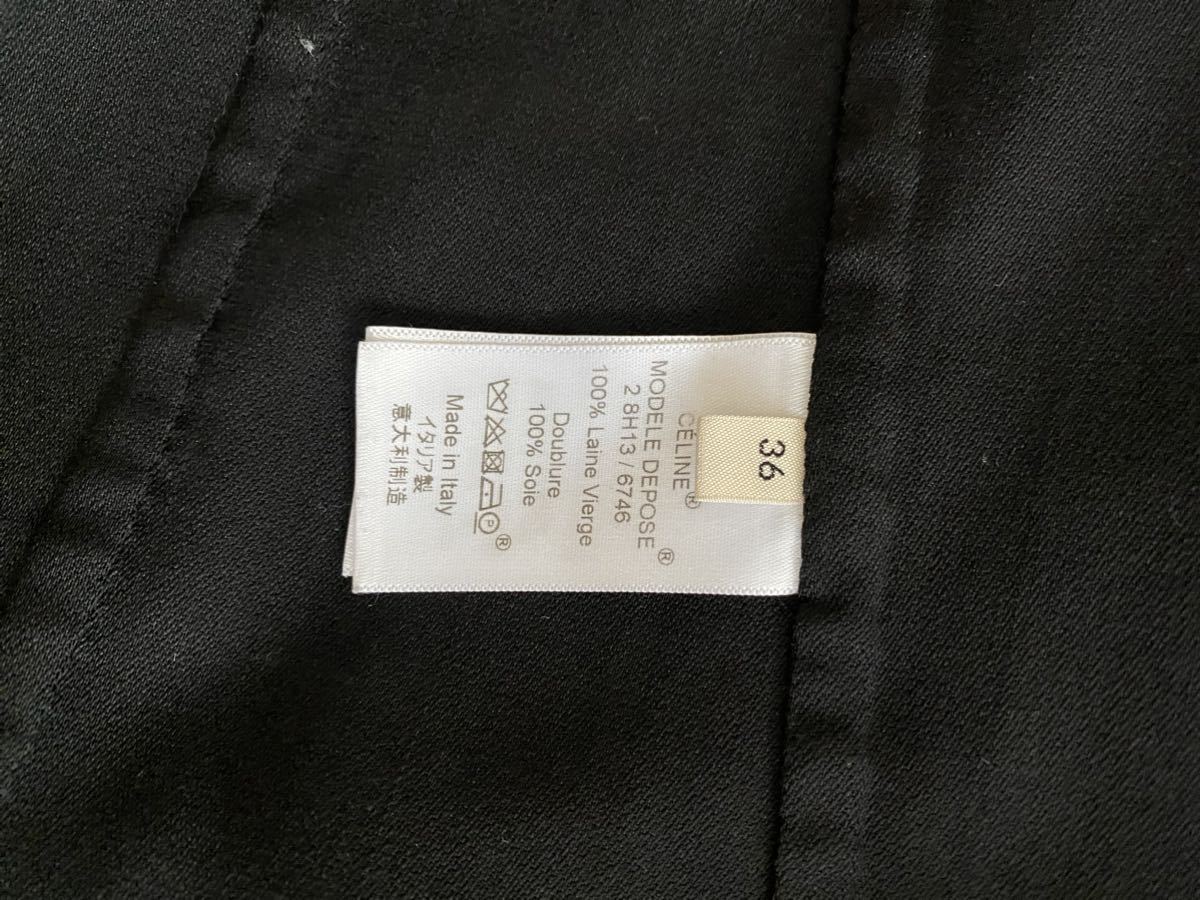 36
CÉLINE®
MODELE DEPOSE®
2 8H13 / 6746
100% Laine Vierge
Doublure
100% Soie
P®
Made in Italy
イタリア製
意大利制造